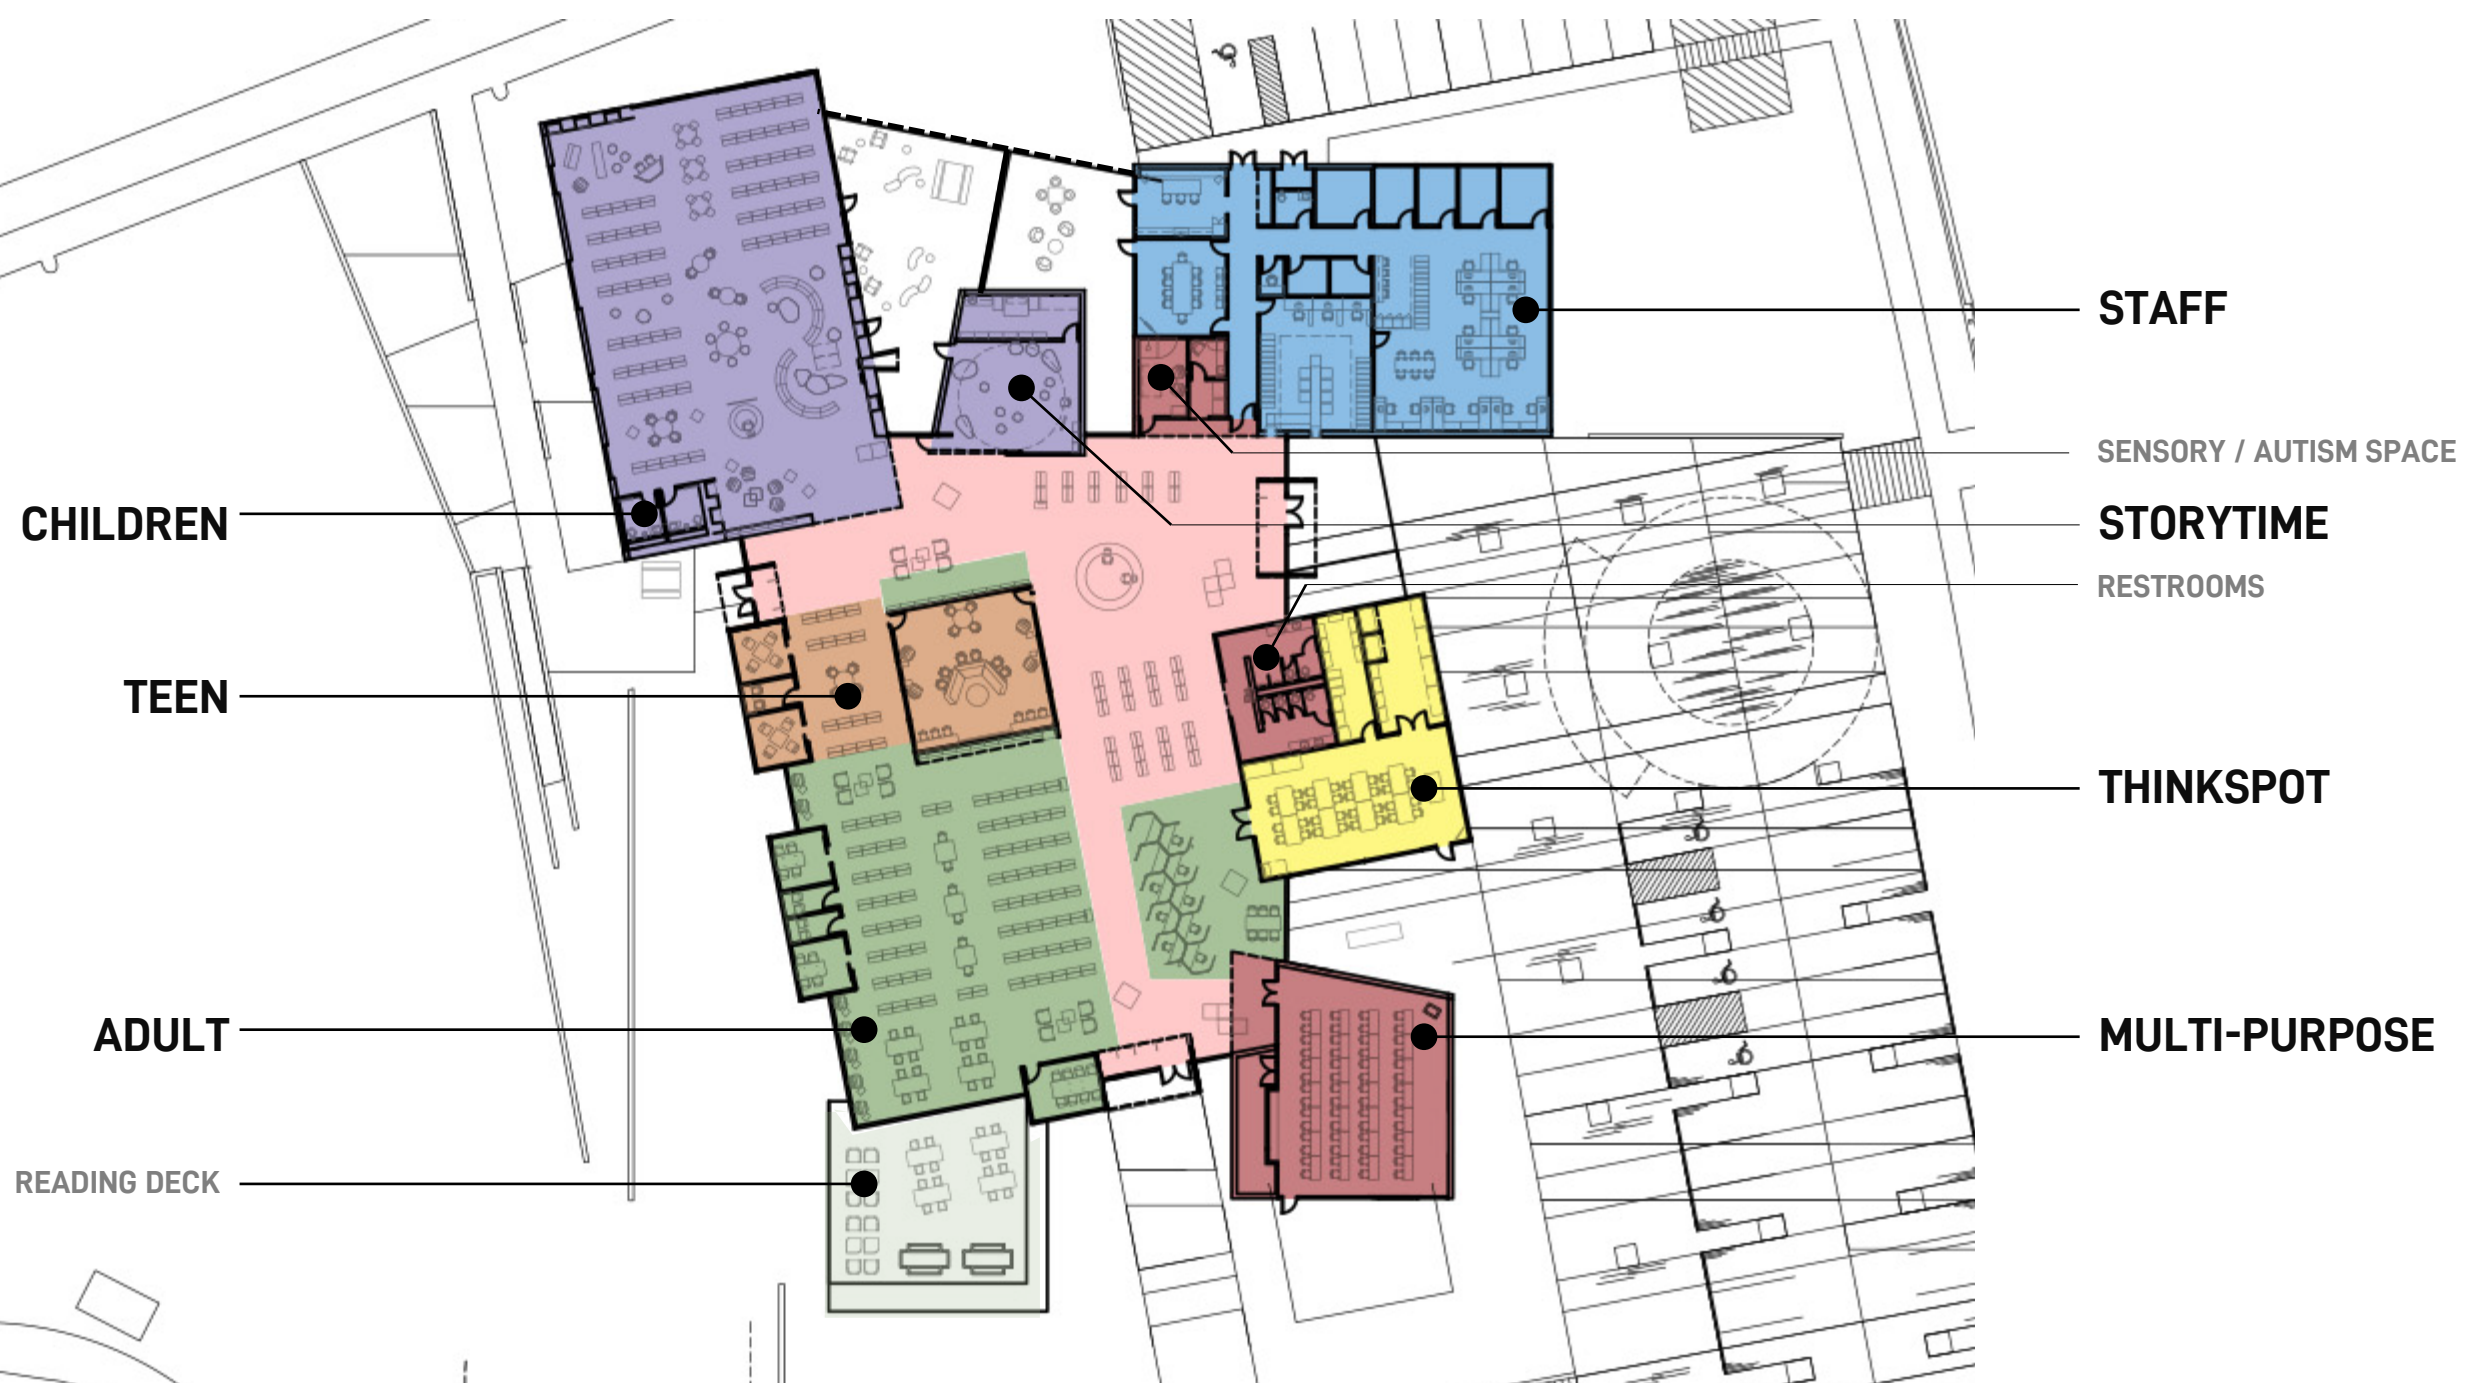 STAFF
SENSORY / AUTISM SPACE
CHILDREN
STORYTIME
RESTROOMS
TEEN
THINKSPOT
ADULT
MULTI-PURPOSE
READING DECK